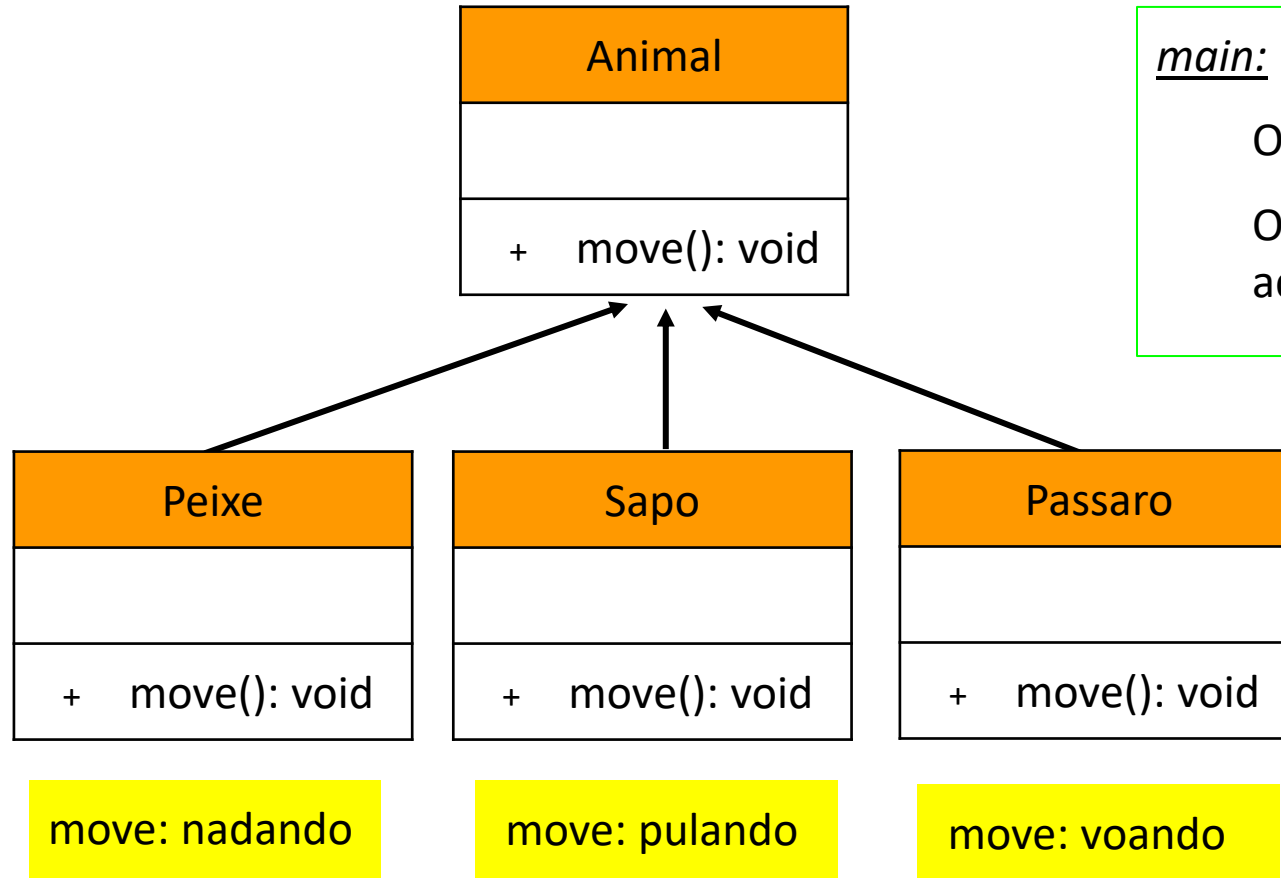 Animal
+ move(): void
main:
O
O
Peixe
+ move(): void
move: nadando
Sapo
+ move(): void
move: pulando
Passaro
+ move(): void
move: voando